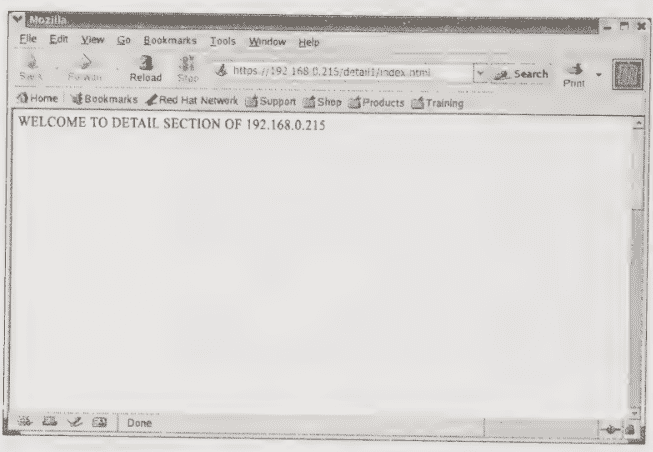 Mozilla
File Edit View Go Bookmarks Tools Window Help
Back Forward Reload Stop https://192.168.0.215/detail1/index.html Search Print
Home Bookmarks Red Hat Network Support Shop Products Training
WELCOME TO DETAIL SECTION OF 192.168.0.215
Done